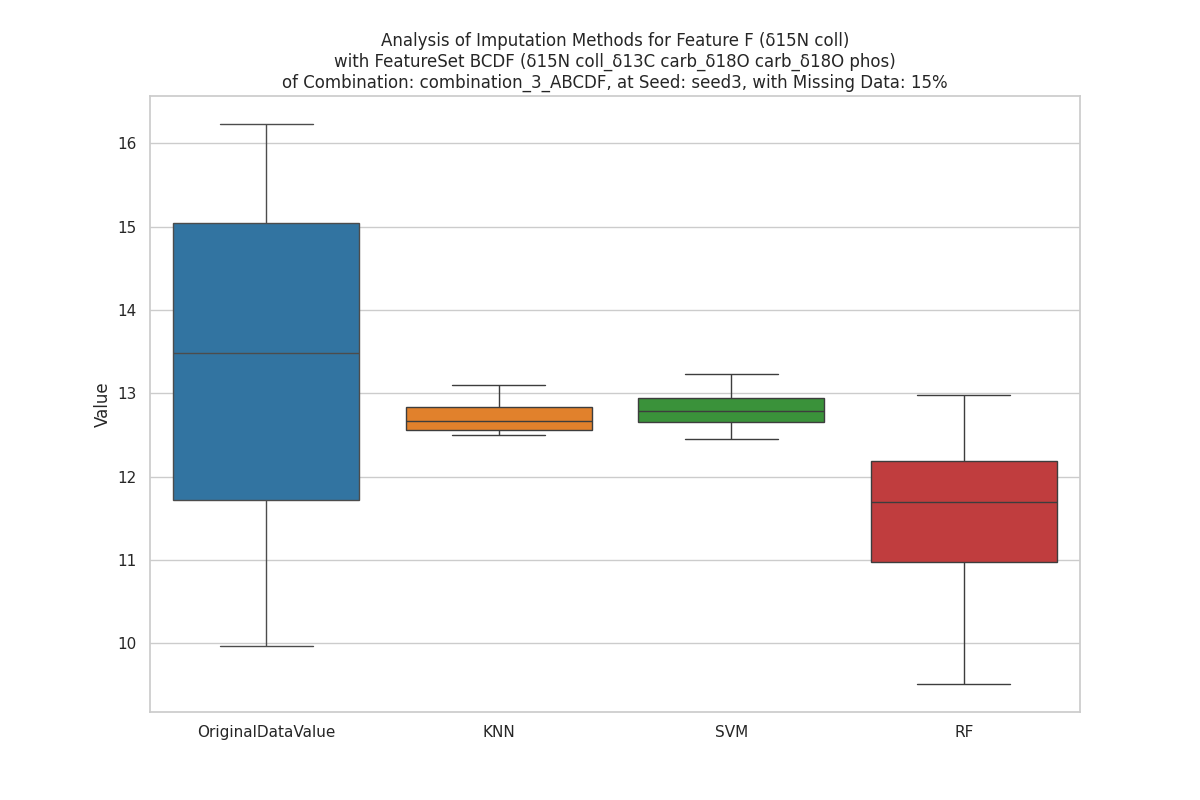 Analysis of Imputation Methods for Feature F (δ15N coll)
with FeatureSet BCDF (δ15N coll_δ13C carb_δ18O carb_δ18O phos)
of Combination: combination_3_ABCDF, at Seed: seed3, with Missing Data: 15%
16
15
14
13
12
11
10
Value
OriginalDataValue
KNN
SVM
RF